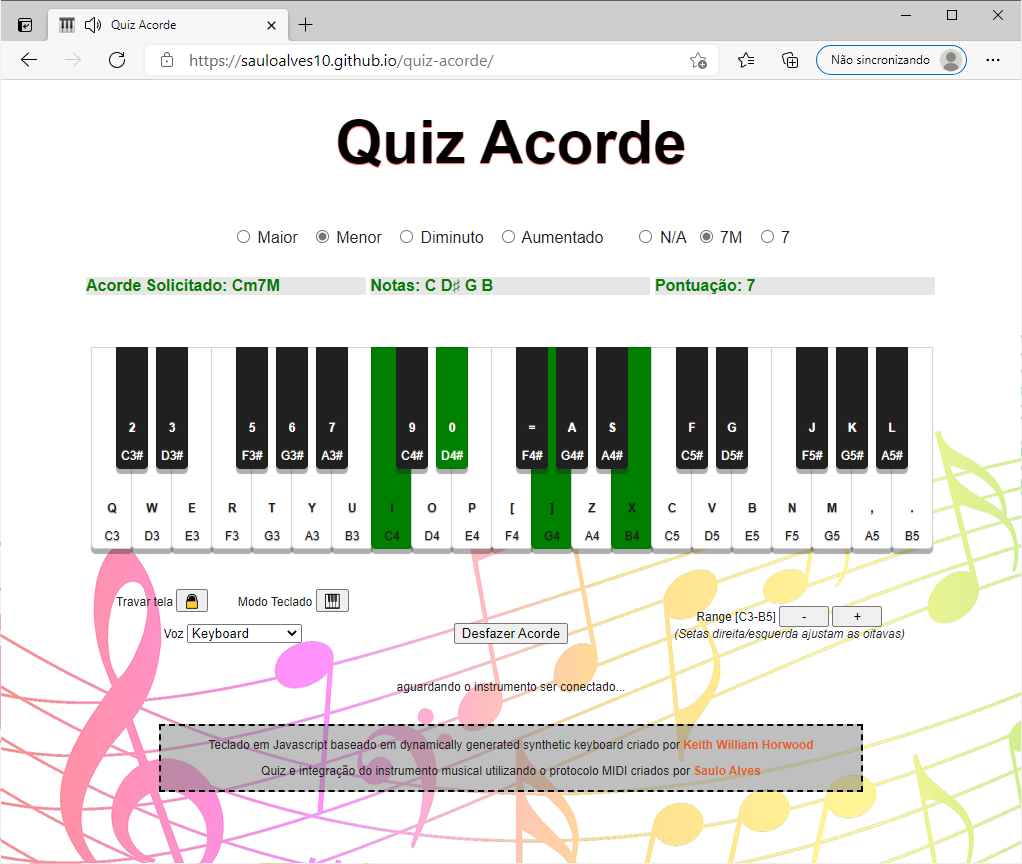 Quiz Acorde
https://sauloalves10.github.io/quiz-acorde/
Não sincronizando
Quiz Acorde
Maior Menor Diminuto Aumentado N/A 7M 7
Acorde Solicitado: Cm7M Notas: C D♯ G B Pontuação: 7
2 3 5 6 7 9 0 = A S F G J K L
C3# D3# F3# G3# A3# C4# D4# F4# G4# A4# C5# D5# F5# G5# A5#
Q W E R T Y U I O P [ ] Z X C V B N M , .
C3 D3 E3 F3 G3 A3 B3 C4 D4 E4 F4 G4 A4 B4 C5 D5 E5 F5 G5 A5 B5
Travar tela Modo Teclado Range [C3-B5] - +
Voz Keyboard Desfazer Acorde (Setas direita/esquerda ajustam as oitavas)
aguardando o instrumento ser conectado...
Teclado em Javascript baseado em dynamically generated synthetic keyboard criado por Keith William Horwood
Quiz e integração do instrumento musical utilizando o protocolo MIDI criados por Saulo Alves